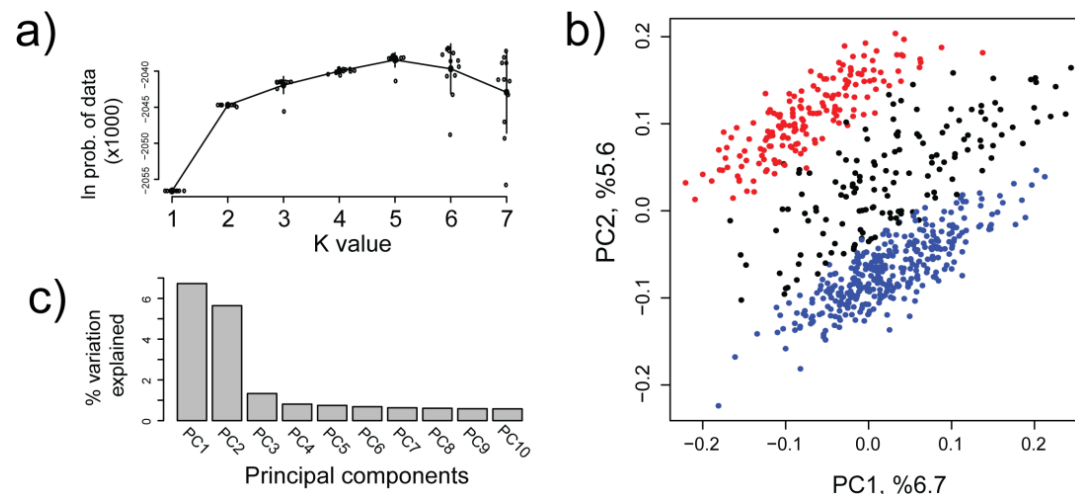 a)
ln prob. of data
(x1000)
−2040
−2045
−2050
−2055
1 2 3 4 5 6 7
K value
b)
PC2, %5.6
0.2
0.1
0.0
−0.1
−0.2
−0.2 −0.1 0.0 0.1 0.2
PC1, %6.7
c)
% variation
explained
6
4
2
0
PC1 PC2 PC3 PC4 PC5 PC6 PC7 PC8 PC9 PC10
Principal components